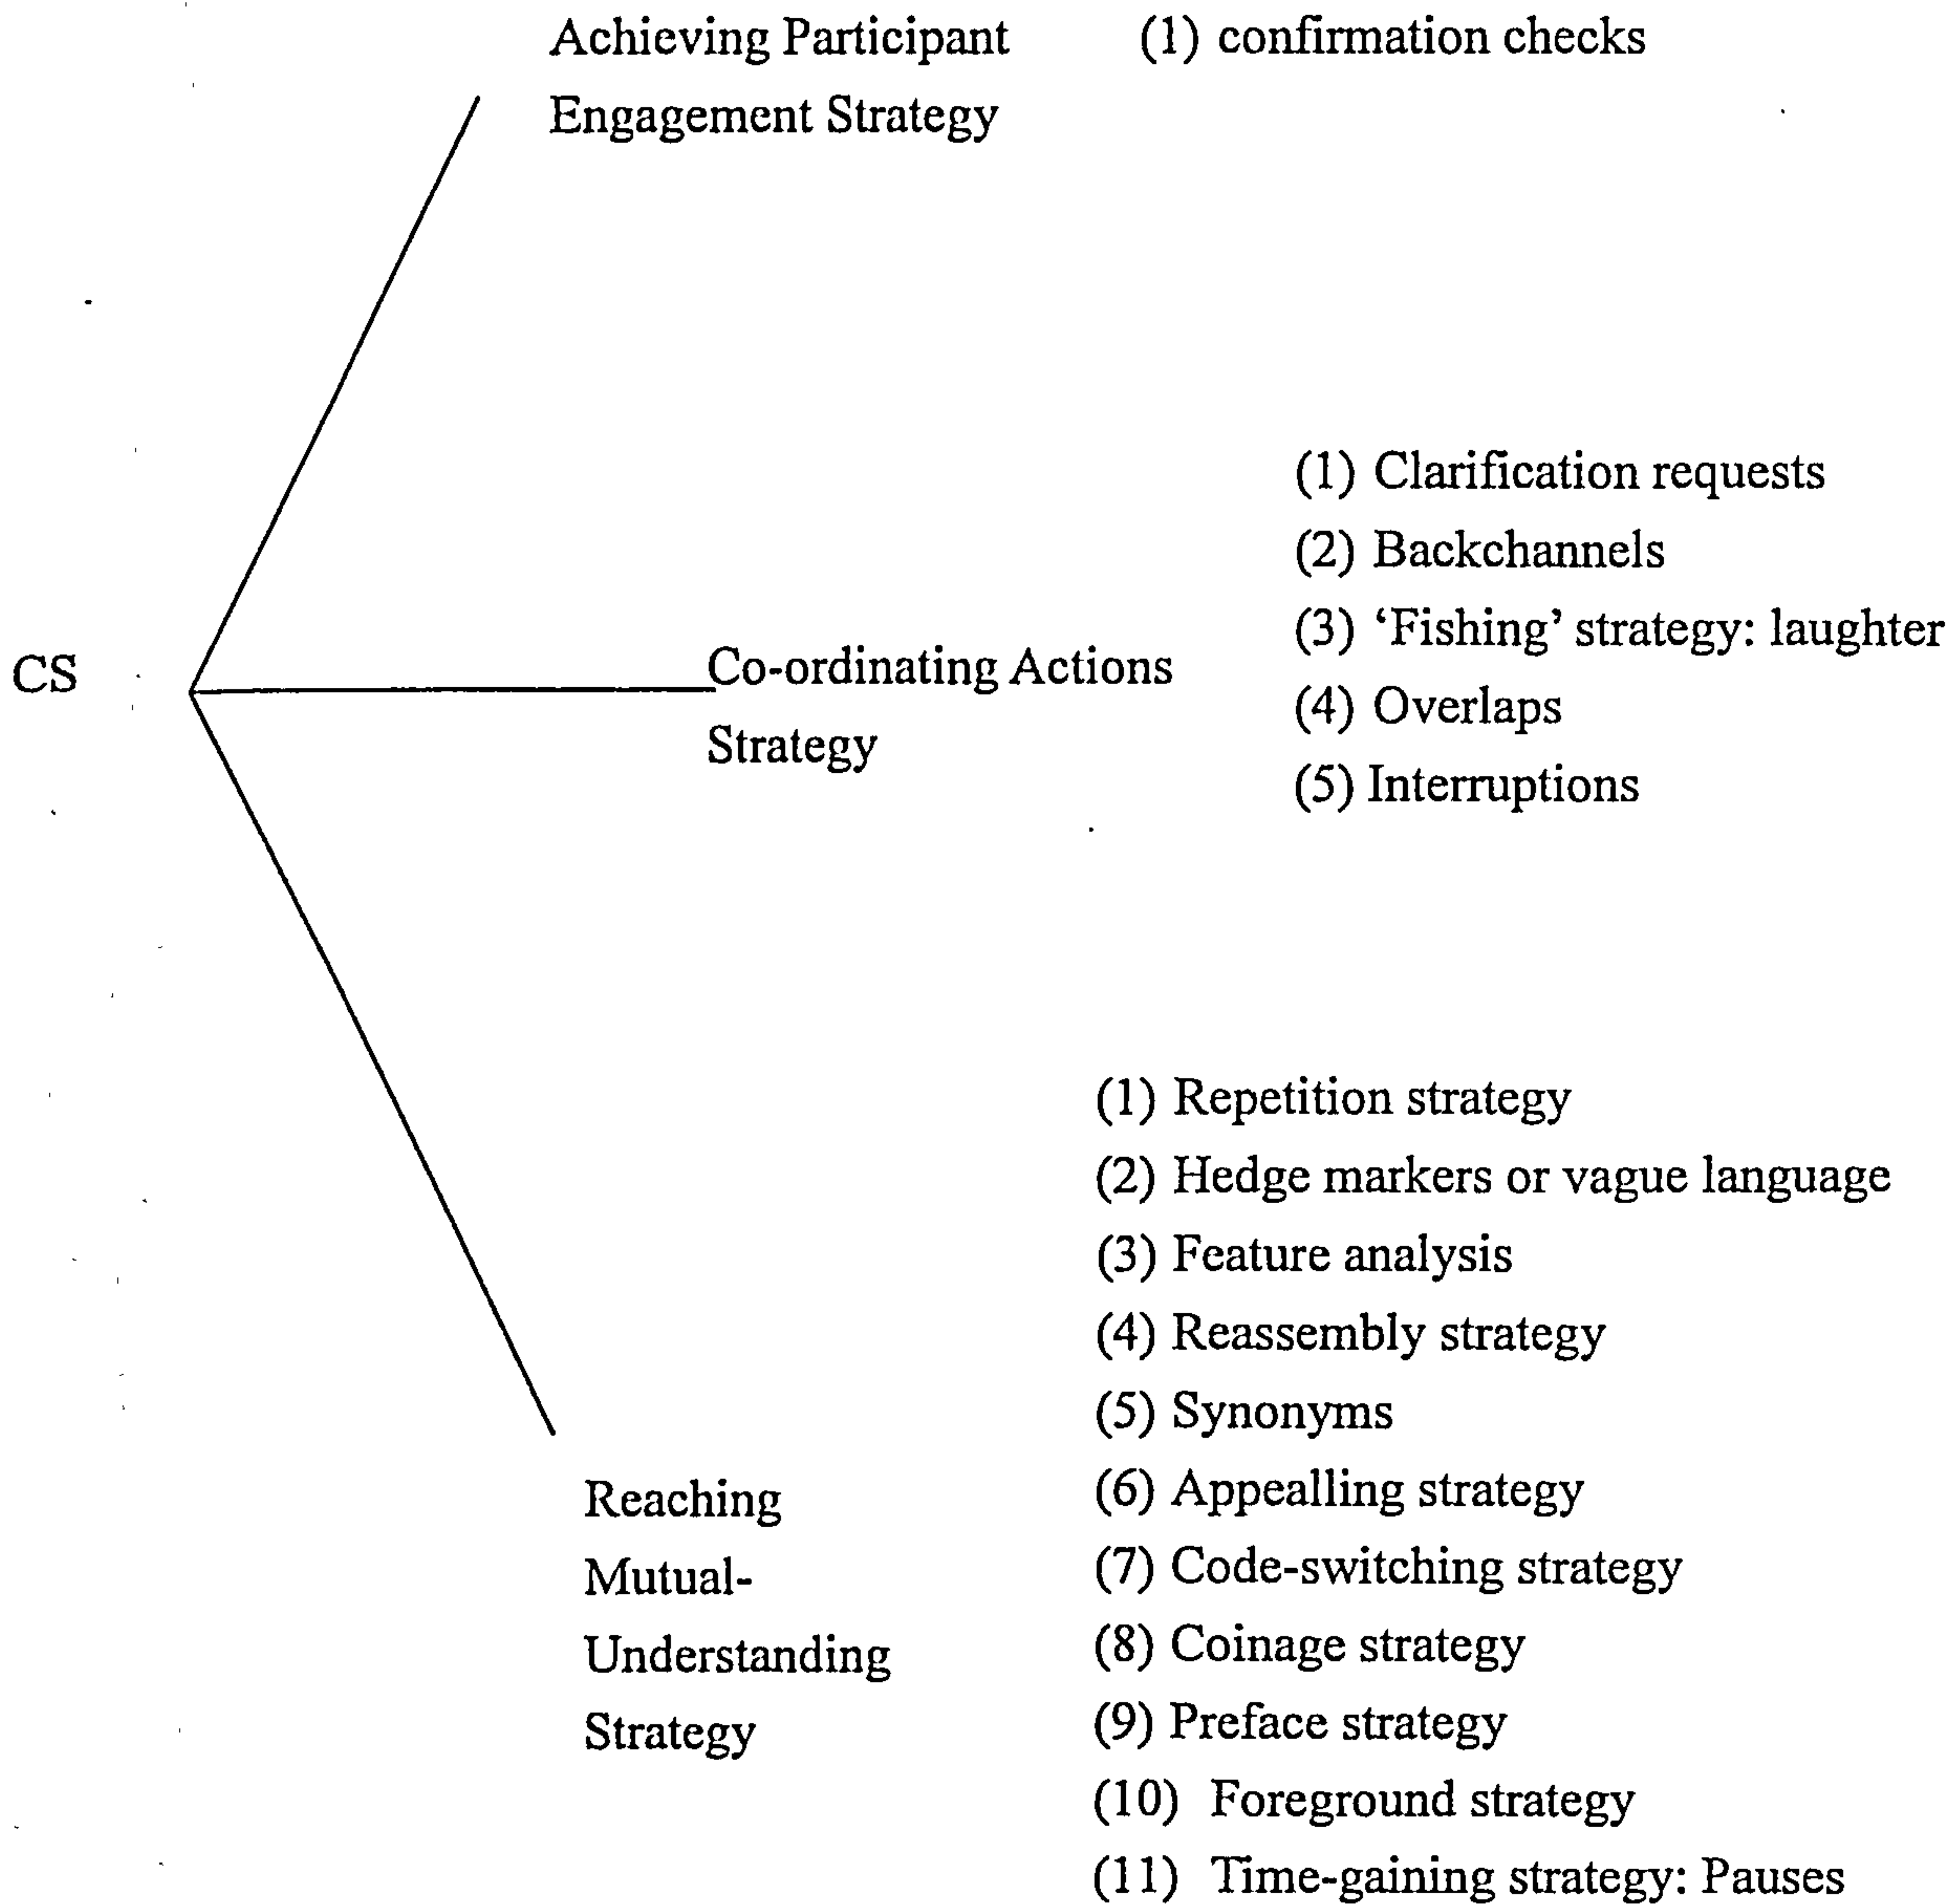 Achieving Participant
Engagement Strategy
(1) confirmation checks
CS
Co-ordinating Actions
Strategy
(1) Clarification requests
(2) Backchannels
(3) ‘Fishing’ strategy: laughter
(4) Overlaps
(5) Interruptions
Reaching
Mutual-
Understanding
Strategy
(1) Repetition strategy
(2) Hedge markers or vague language
(3) Feature analysis
(4) Reassembly strategy
(5) Synonyms
(6) Appealling strategy
(7) Code-switching strategy
(8) Coinage strategy
(9) Preface strategy
(10) Foreground strategy
(11) Time-gaining strategy: Pauses